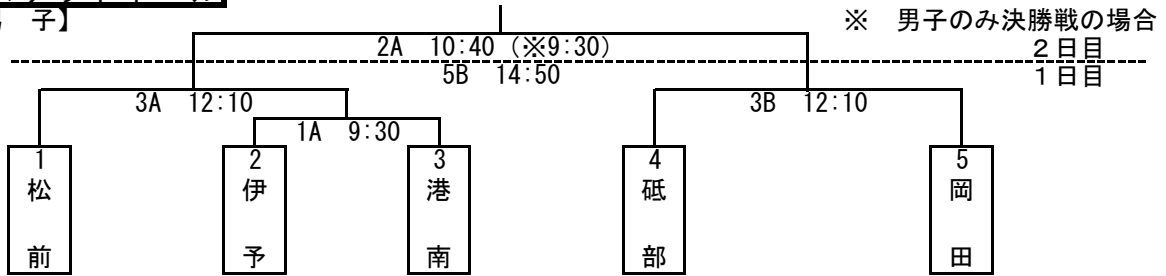 子】
※ 男子のみ決勝戦の場合
2A 10:40 (※9:30)
2日目
5B 14:50
1日目
3A 12:10
3B 12:10
1A 9:30
1 2 3 4 5
松前
伊予
港南
砥部
岡田